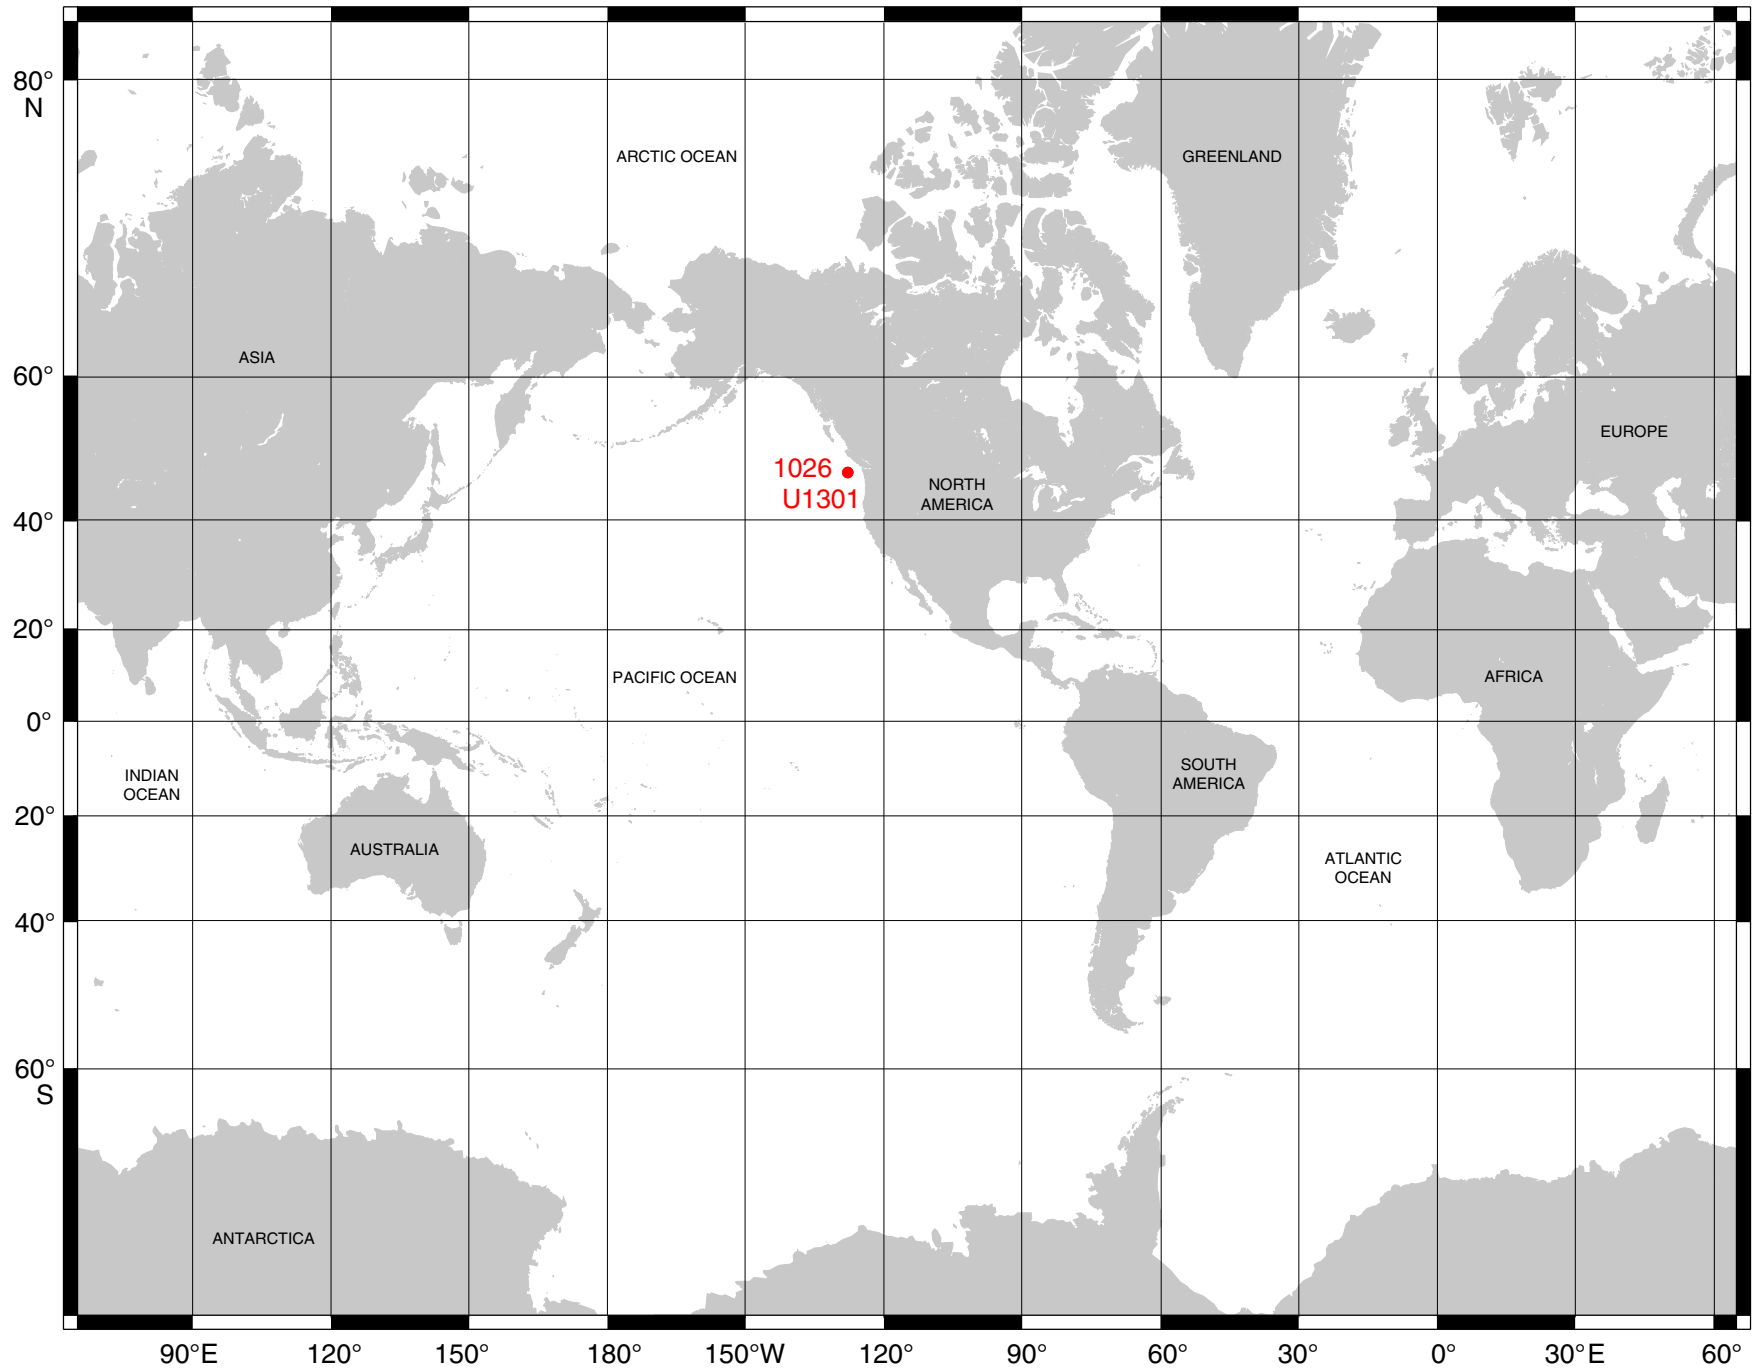 80°
N
ARCTIC OCEAN
GREENLAND
ASIA
60°
EUROPE
1026
U1301
NORTH
AMERICA
40°
20°
PACIFIC OCEAN
AFRICA
0°
INDIAN
OCEAN
SOUTH
AMERICA
20°
AUSTRALIA
ATLANTIC
OCEAN
40°
60°
S
ANTARCTICA
90°E 120° 150° 180° 150°W 120° 90° 60° 30° 0° 30°E 60°